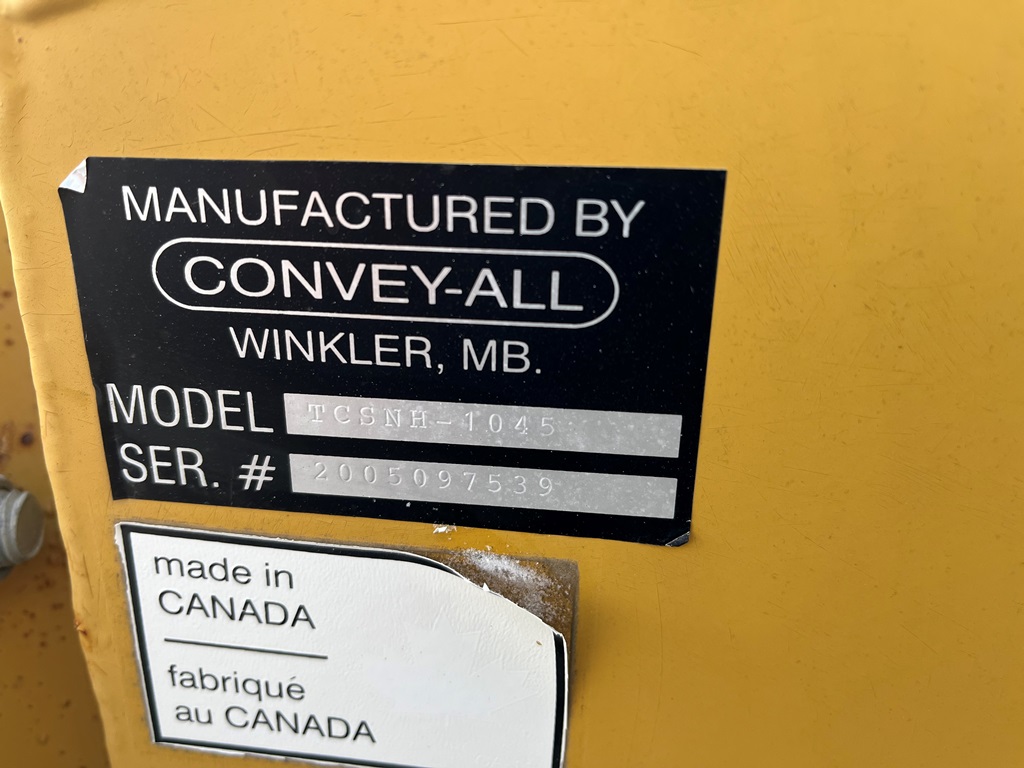 MANUFACTURED BY
CONVEY-ALL
WINKLER, MB.
MODEL TCSNH-1045
SER. # 2005097539
made in
CANADA
fabriqué
au CANADA